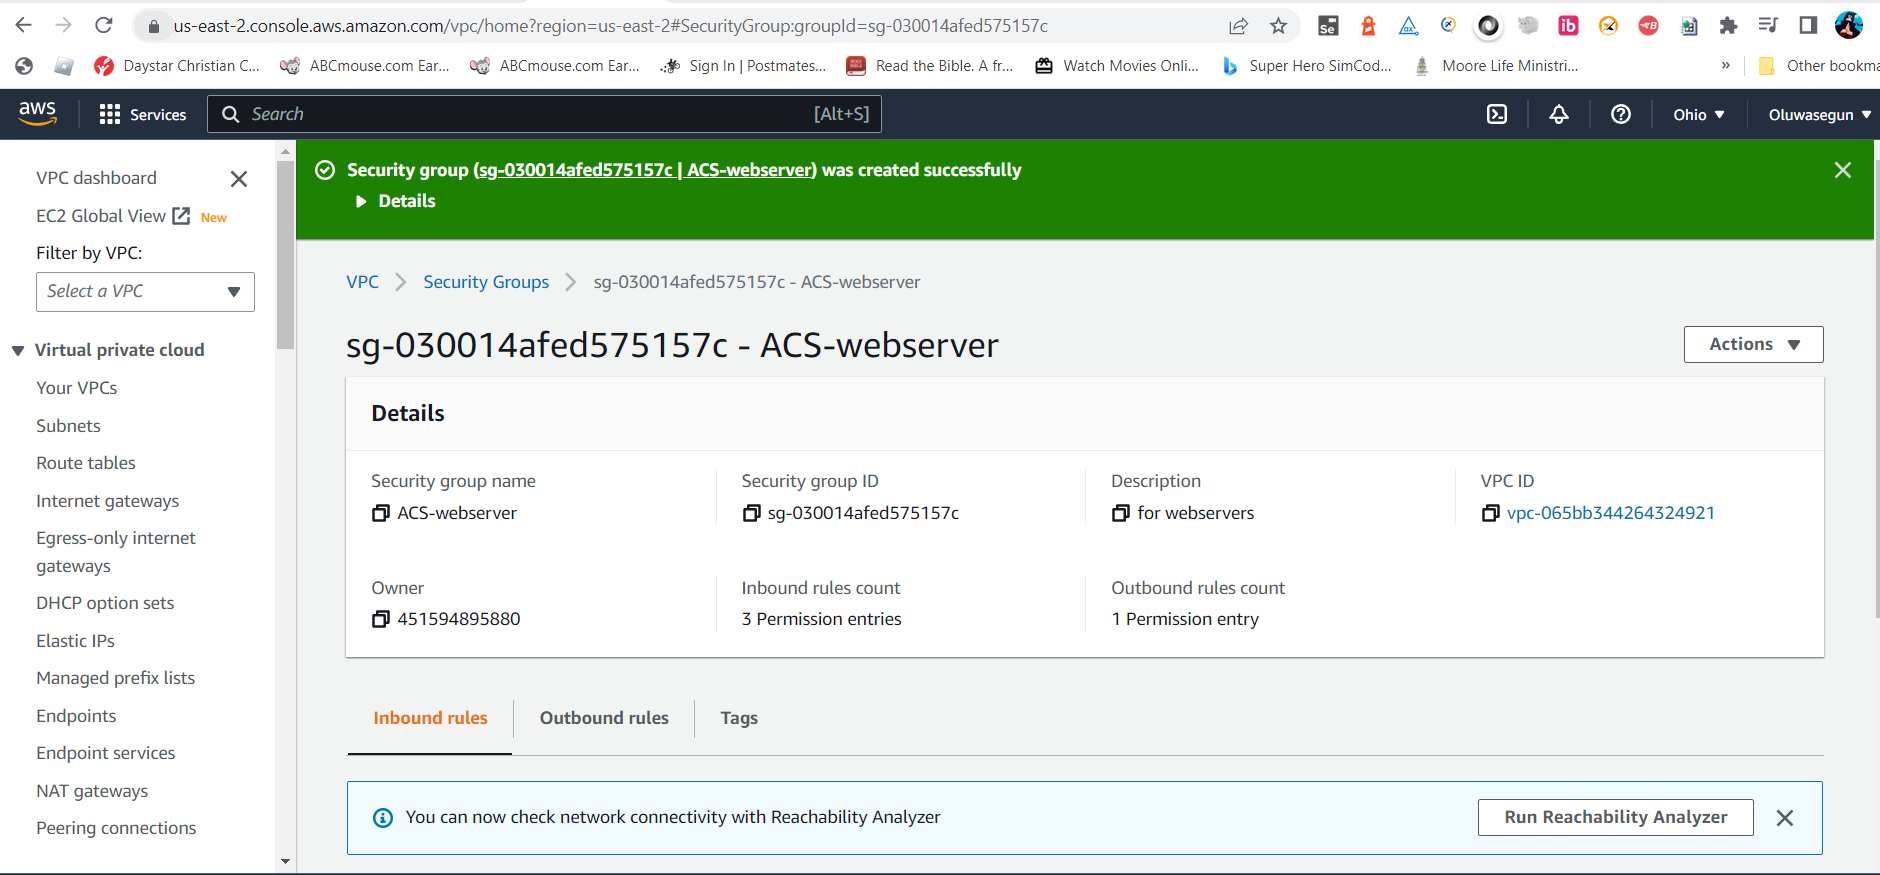 us-east-2.console.aws.amazon.com/vpc/home?region=us-east-2#SecurityGroup:groupId=sg-030014afed575157c
Se
ax
ib
B
Daystar Christian C...
ABCmouse.com Ear...
ABCmouse.com Ear...
Sign In | Postmates...
Read the Bible. A fr...
Watch Movies Onli...
Super Hero SimCod...
Moore Life Ministri...
»
Other bookma
aws
Services
Search
[Alt+S]
Ohio
Oluwasegun
VPC dashboard
EC2 Global View
New
Filter by VPC:
Select a VPC
Virtual private cloud
Your VPCs
Subnets
Route tables
Internet gateways
Egress-only internet
gateways
DHCP option sets
Elastic IPs
Managed prefix lists
Endpoints
Endpoint services
NAT gateways
Peering connections
Security group (sg-030014afed575157c | ACS-webserver) was created successfully
Details
VPC
Security Groups
sg-030014afed575157c - ACS-webserver
sg-030014afed575157c - ACS-webserver
Actions
Details
Security group name
ACS-webserver
Security group ID
sg-030014afed575157c
Description
for webservers
VPC ID
vpc-065bb344264324921
Owner
451594895880
Inbound rules count
3 Permission entries
Outbound rules count
1 Permission entry
Inbound rules
Outbound rules
Tags
You can now check network connectivity with Reachability Analyzer
Run Reachability Analyzer